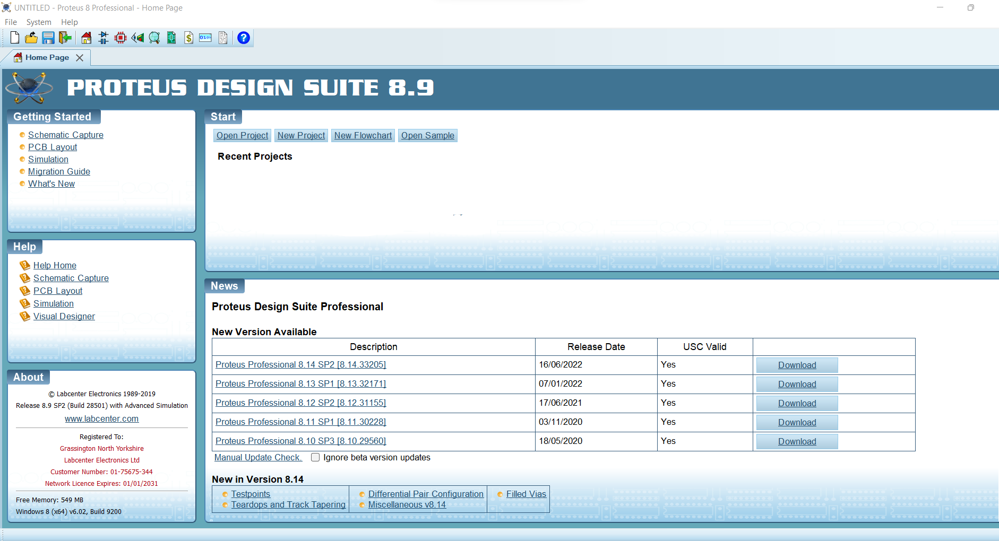 UNTITLED - Proteus 8 Professional - Home Page
File System Help
Home Page
PROTEUS DESIGN SUITE 8.9
Getting Started
Schematic Capture
PCB Layout
Simulation
Migration Guide
What's New
Start
Open Project New Project New Flowchart Open Sample
Recent Projects
Help
Help Home
Schematic Capture
PCB Layout
Simulation
Visual Designer
News
Proteus Design Suite Professional
New Version Available
Description Release Date USC Valid
Proteus Professional 8.14 SP2 [8.14.33205] 16/06/2022 Yes Download
Proteus Professional 8.13 SP1 [8.13.32171] 07/01/2022 Yes Download
Proteus Professional 8.12 SP2 [8.12.31155] 17/06/2021 Yes Download
Proteus Professional 8.11 SP1 [8.11.30228] 03/11/2020 Yes Download
Proteus Professional 8.10 SP3 [8.10.29560] 18/05/2020 Yes Download
Manual Update Check. Ignore beta version updates
New in Version 8.14
Testpoints Differential Pair Configuration Filled Vias
Teardops and Track Tapering Miscellaneous v8.14
About
© Labcenter Electronics 1989-2019
Release 8.9 SP2 (Build 28501) with Advanced Simulation
www.labcenter.com
Registered To:
Grassington North Yorkshire
Labcenter Electronics Ltd
Customer Number: 01-75675-344
Network Licence Expires: 01/01/2031
Free Memory: 549 MB
Windows 8 (x64) v6.02, Build 9200